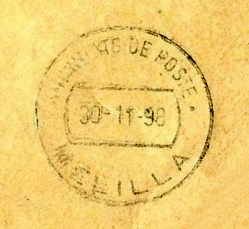 DE POSTE
30-11-98
MELILLA